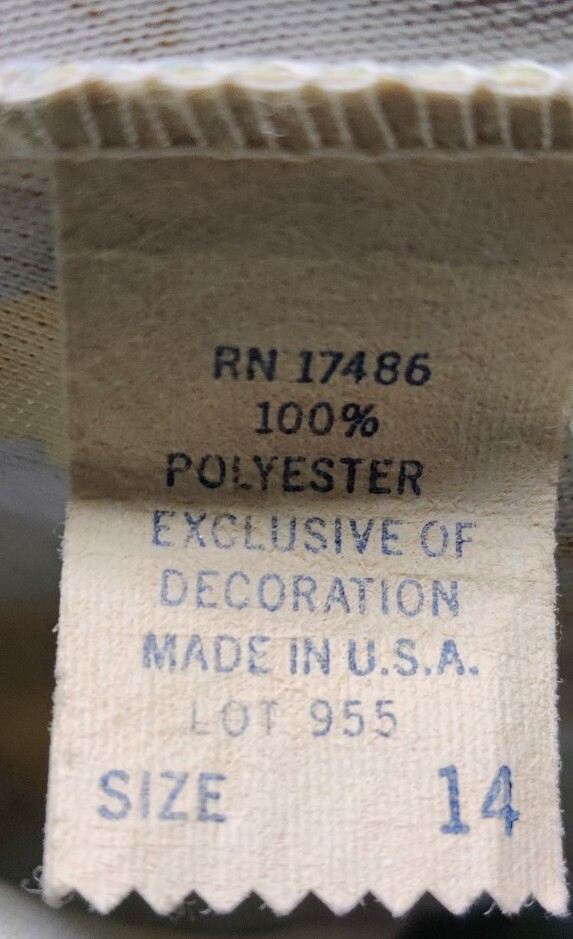 RN 17486
100%
POLYESTER
EXCLUSIVE OF
DECORATION
MADE IN U.S.A.
LOT 955
SIZE 14